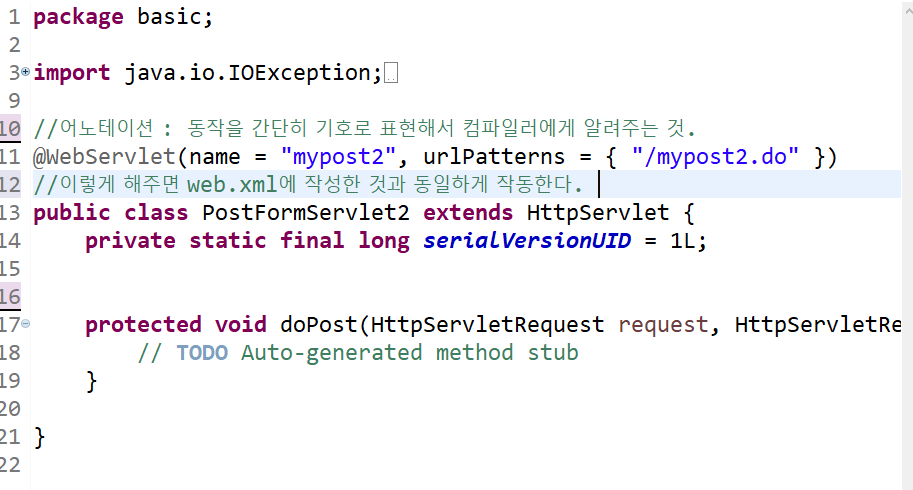 1 package basic;
2
3 import java.io.IOException;
9
10 //어노테이션 : 동작을 간단히 기호로 표현해서 컴파일러에게 알려주는 것.
11 @WebServlet(name = "mypost2", urlPatterns = { "/mypost2.do" })
12 //이렇게 해주면 web.xml에 작성한 것과 동일하게 작동한다.
13 public class PostFormServlet2 extends HttpServlet {
14 private static final long serialVersionUID = 1L;
15
16
17 protected void doPost(HttpServletRequest request, HttpServletRe
18 // TODO Auto-generated method stub
19 }
20
21 }
22